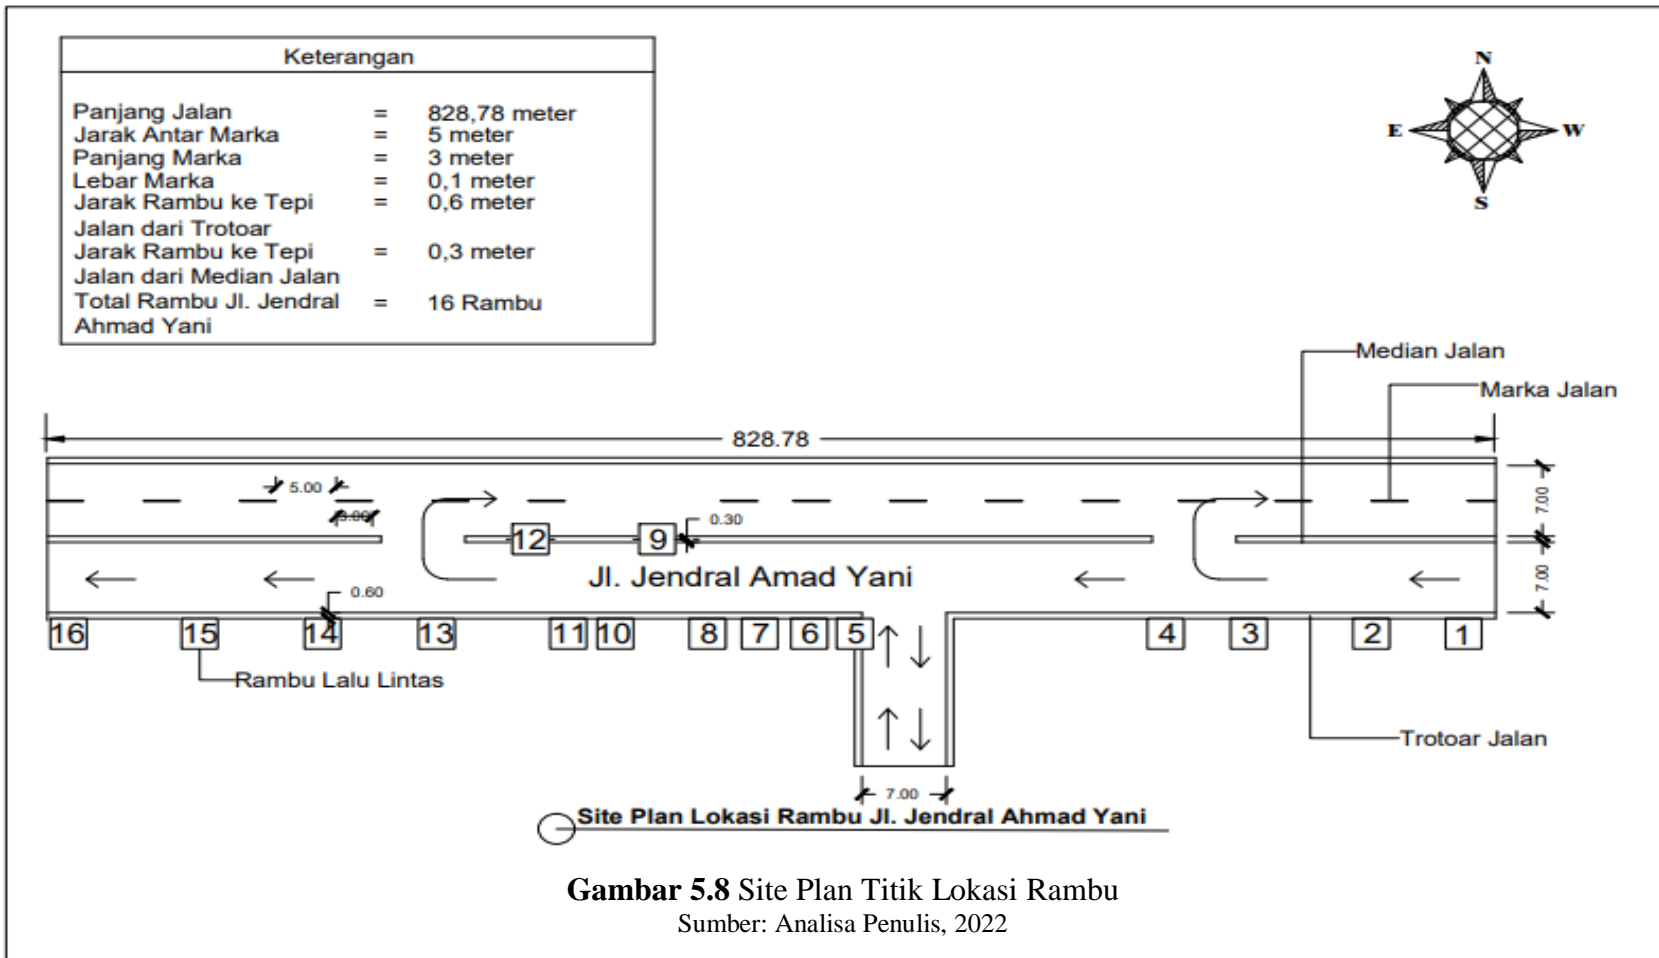 Keterangan
Panjang Jalan = 828,78 meter
Jarak Antar Marka = 5 meter
Panjang Marka = 3 meter
Lebar Marka = 0,1 meter
Jarak Rambu ke Tepi = 0,6 meter
Jalan dari Trotoar
Jarak Rambu ke Tepi = 0,3 meter
Jalan dari Median Jalan
Total Rambu Jl. Jendral = 16 Rambu
Ahmad Yani
N
E W
S
Median Jalan
Marka Jalan
828.78
5.00
3.00
7.00
12 9 0.30
Jl. Jendral Amad Yani
7.00
0.60
16 15 14 13 11 10 8 7 6 5 4 3 2 1
Rambu Lalu Lintas
Trotoar Jalan
7.00
Site Plan Lokasi Rambu Jl. Jendral Ahmad Yani
Gambar 5.8 Site Plan Titik Lokasi Rambu
Sumber: Analisa Penulis, 2022